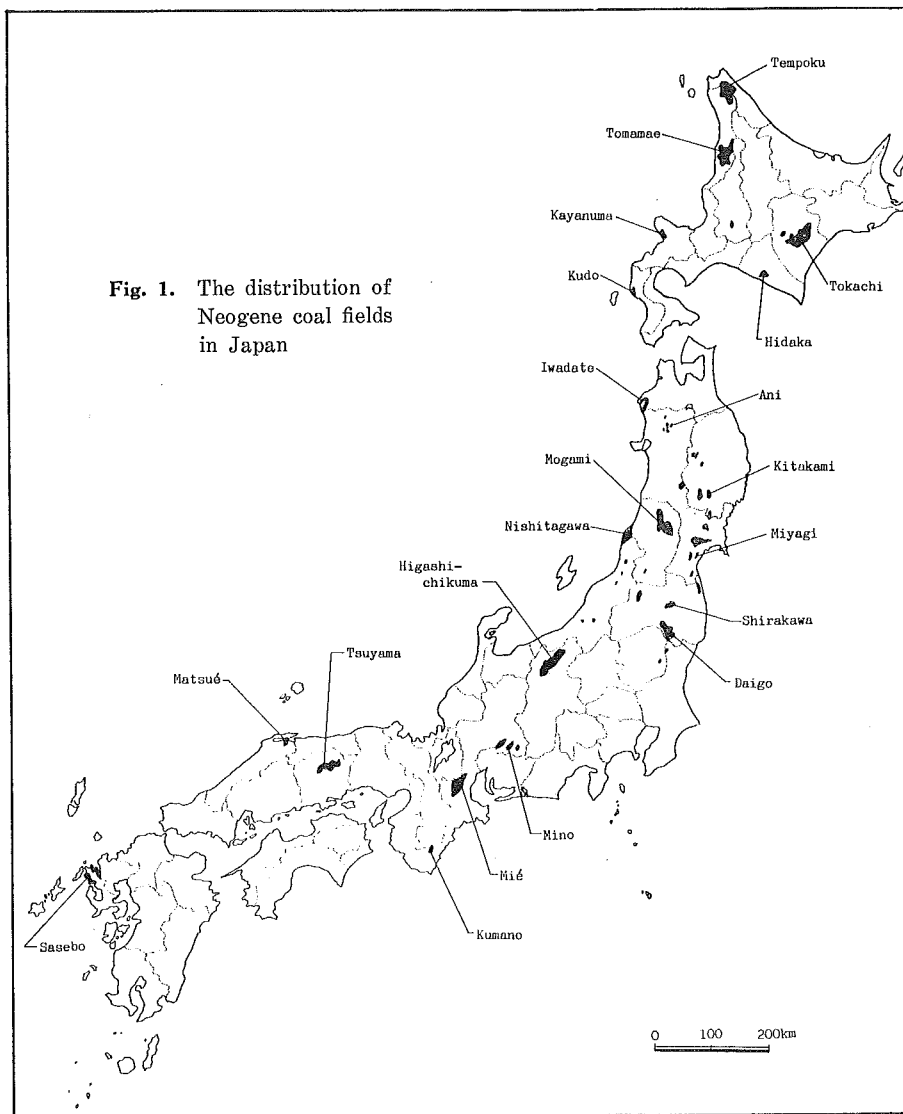 Tempoku
Tomamae
Kayanuma
Kudo
Tokachi
Hidaka
Fig. 1. The distribution of
Neogene coal fields
in Japan
Iwadate
Ani
Mogami
Kitakami
Nishitagawa
Miyagi
Higashi-
chikuma
Shirakawa
Tsuyama
Matsué
Daigo
Mino
Mié
Kumano
Sasebo
0 100 200km